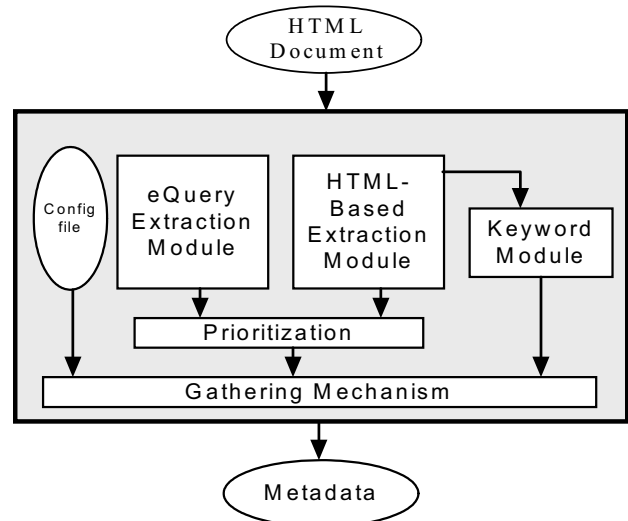 HTML
Document
Config
file
eQuery
Extraction
Module
HTML-
Based
Extraction
Module
Keyword
Module
Prioritization
Gathering Mechanism
Metadata